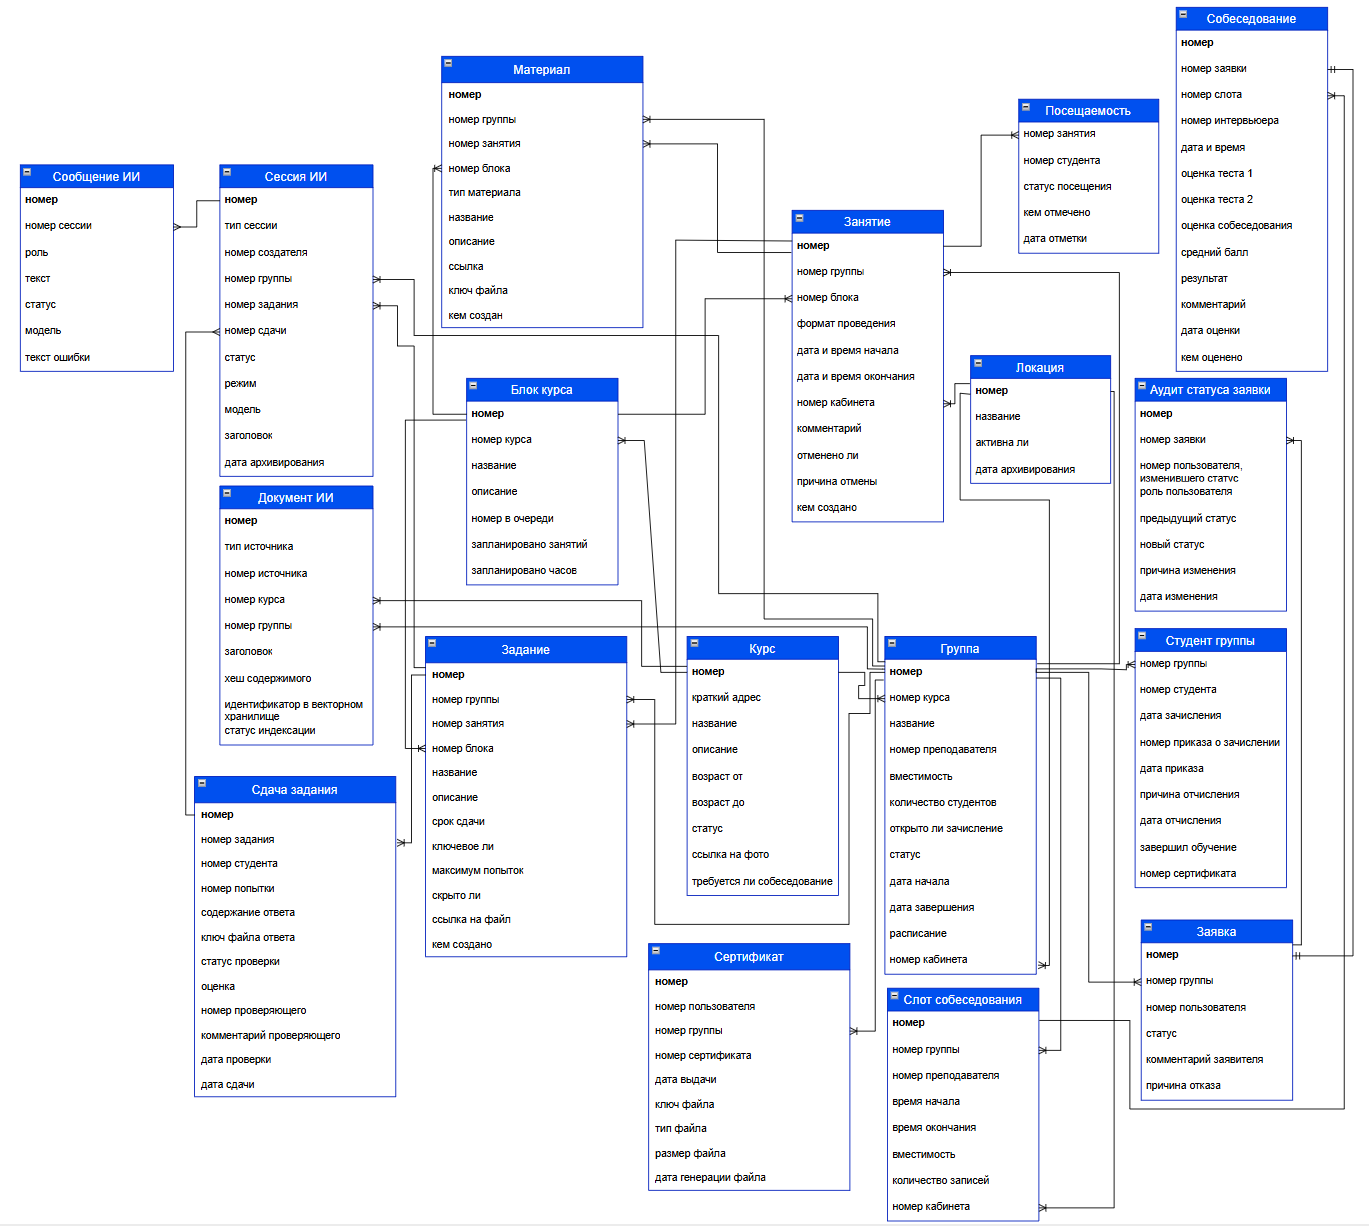 Собеседование
номер
номер заявки
номер слота
номер интервьюера
дата и время
оценка теста 1
оценка теста 2
оценка собеседования
средний балл
результат
комментарий
дата оценки
кем оценено
Материал
номер
номер группы
номер занятия
номер блока
тип материала
название
описание
ссылка
ключ файла
кем создан
Посещаемость
номер занятия
номер студента
статус посещения
кем отмечено
дата отметки
Сообщение ИИ
номер
номер сессии
роль
текст
статус
модель
текст ошибки
Сессия ИИ
номер
тип сессии
номер создателя
номер группы
номер задания
номер сдачи
статус
режим
модель
заголовок
дата архивирования
Занятие
номер
номер группы
номер блока
формат проведения
дата и время начала
дата и время окончания
номер кабинета
комментарий
отменено ли
причина отмены
кем создано
Локация
номер
название
активна ли
дата архивирования
Блок курса
номер
номер курса
название
описание
номер в очереди
запланировано занятий
запланировано часов
Аудит статуса заявки
номер
номер заявки
номер пользователя,
изменившего статус
роль пользователя
предыдущий статус
новый статус
причина изменения
дата изменения
Документ ИИ
номер
тип источника
номер источника
номер курса
номер группы
заголовок
хеш содержимого
идентификатор в векторном
хранилище
статус индексации
Задание
номер
номер группы
номер занятия
номер блока
название
описание
срок сдачи
ключевое ли
максимум попыток
скрыто ли
ссылка на файл
кем создано
Курс
номер
краткий адрес
название
описание
возраст от
возраст до
статус
ссылка на фото
требуется ли собеседование
Группа
номер
номер курса
название
номер преподавателя
вместимость
количество студентов
открыто ли зачисление
статус
дата начала
дата завершения
расписание
номер кабинета
Студент группы
номер группы
номер студента
дата зачисления
номер приказа о зачислении
дата приказа
причина отчисления
дата отчисления
завершил обучение
номер сертификата
Сдача задания
номер
номер задания
номер студента
номер попытки
содержание ответа
ключ файла ответа
статус проверки
оценка
номер проверяющего
комментарий проверяющего
дата проверки
дата сдачи
Сертификат
номер
номер пользователя
номер группы
номер сертификата
дата выдачи
ключ файла
тип файла
размер файла
дата генерации файла
Слот собеседования
номер
номер группы
номер преподавателя
время начала
время окончания
вместимость
количество записей
номер кабинета
Заявка
номер
номер группы
номер пользователя
статус
комментарий заявителя
причина отказа